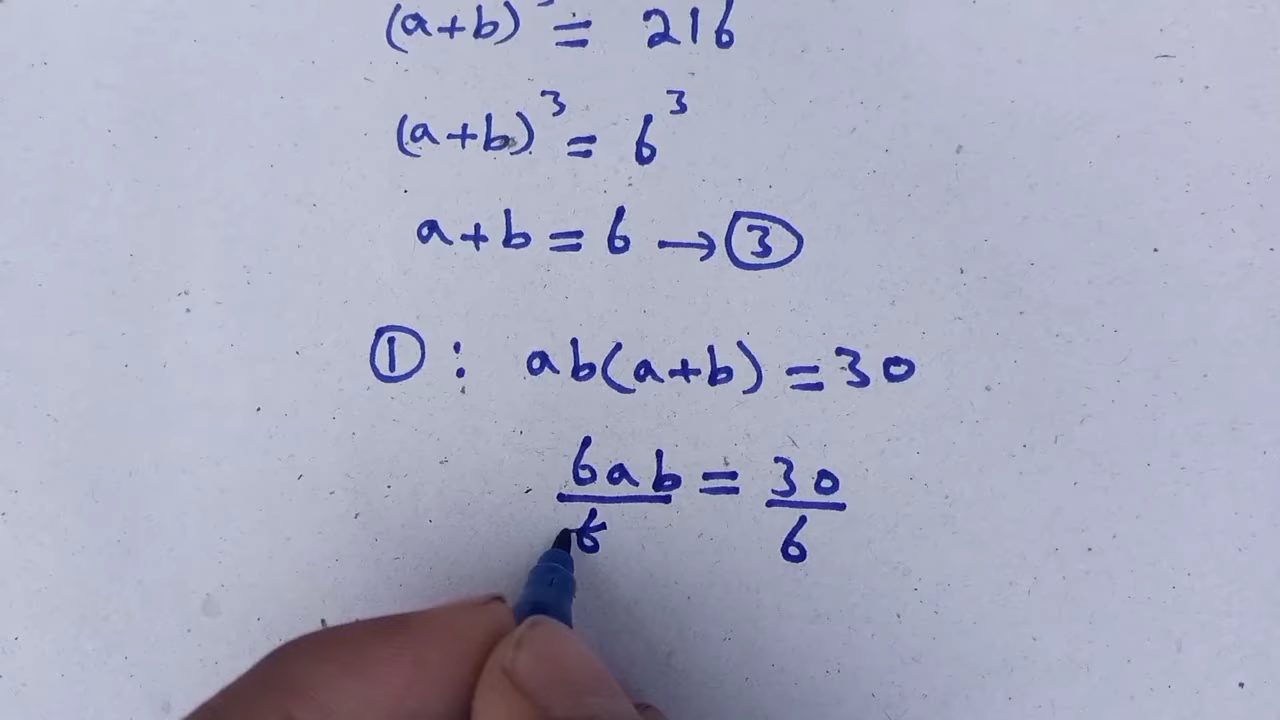 (a+b)³ = 216
(a+b)³ = 6³
a+b = 6 → ③
① : ab(a+b) = 30
6ab/6 = 30/6